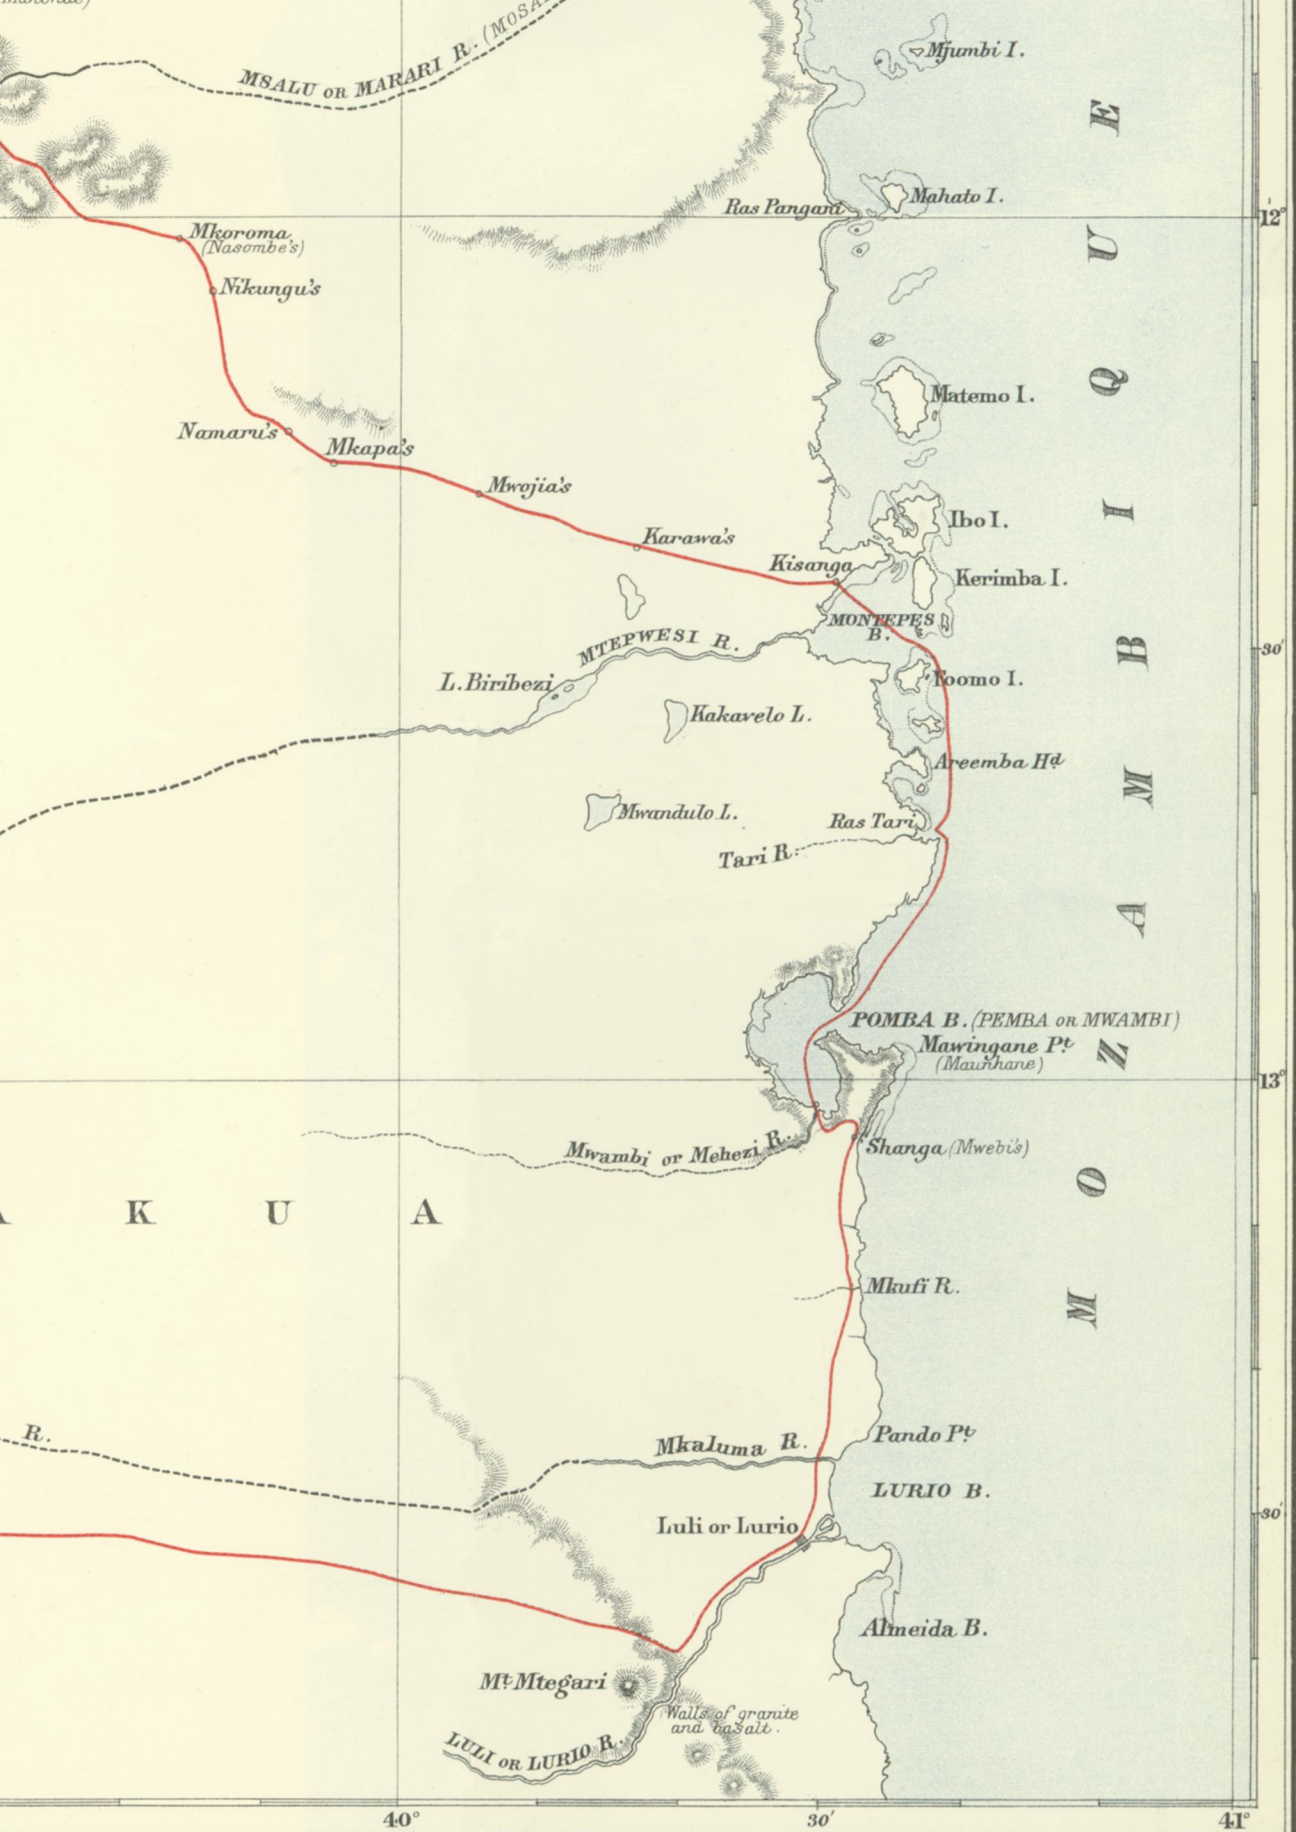 MSALU OR MARARI R. (MOSA
Mjumbi I.
Mahato I.
Ras Pangani
12°
Mkoroma
(Nasombe's)
Nikungu's
Matemo I.
Namaru's
Mkapa's
Mwojia's
Ibo I.
Karawa's
Kisanga
Kerimba I.
MONTEPES
B.
MTEPWESI R.
30'
L. Biribezi
Foomo I.
Kakavelo L.
Areemba Hd
Mwandulo L.
Ras Tari
Tari R.
POMBA B. (PEMBA OR MWAMBI)
Mawingane Pt.
(Maunhane)
13°
Mwambi or Mehezi R.
Shanga (Mwebi's)
A K U A
Mkufi R.
R.
Mkaluma R.
Pando Pt.
LURIO B.
Luli or Lurio
30'
Almeida B.
Mt. Mtegari
Walls of granite
and basalt.
LULI OR LURIO R.
MOZAMBIQUE
40° 30' 41°